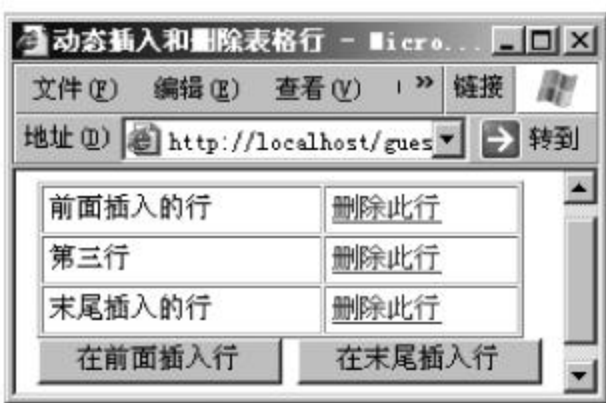 动态插入和删除表格行 - Micro...
文件(F) 编辑(E) 查看(V) » 链接
地址(D) http://localhost/gues 转到
前面插入的行 删除此行
第三行 删除此行
末尾插入的行 删除此行
在前面插入行 在末尾插入行